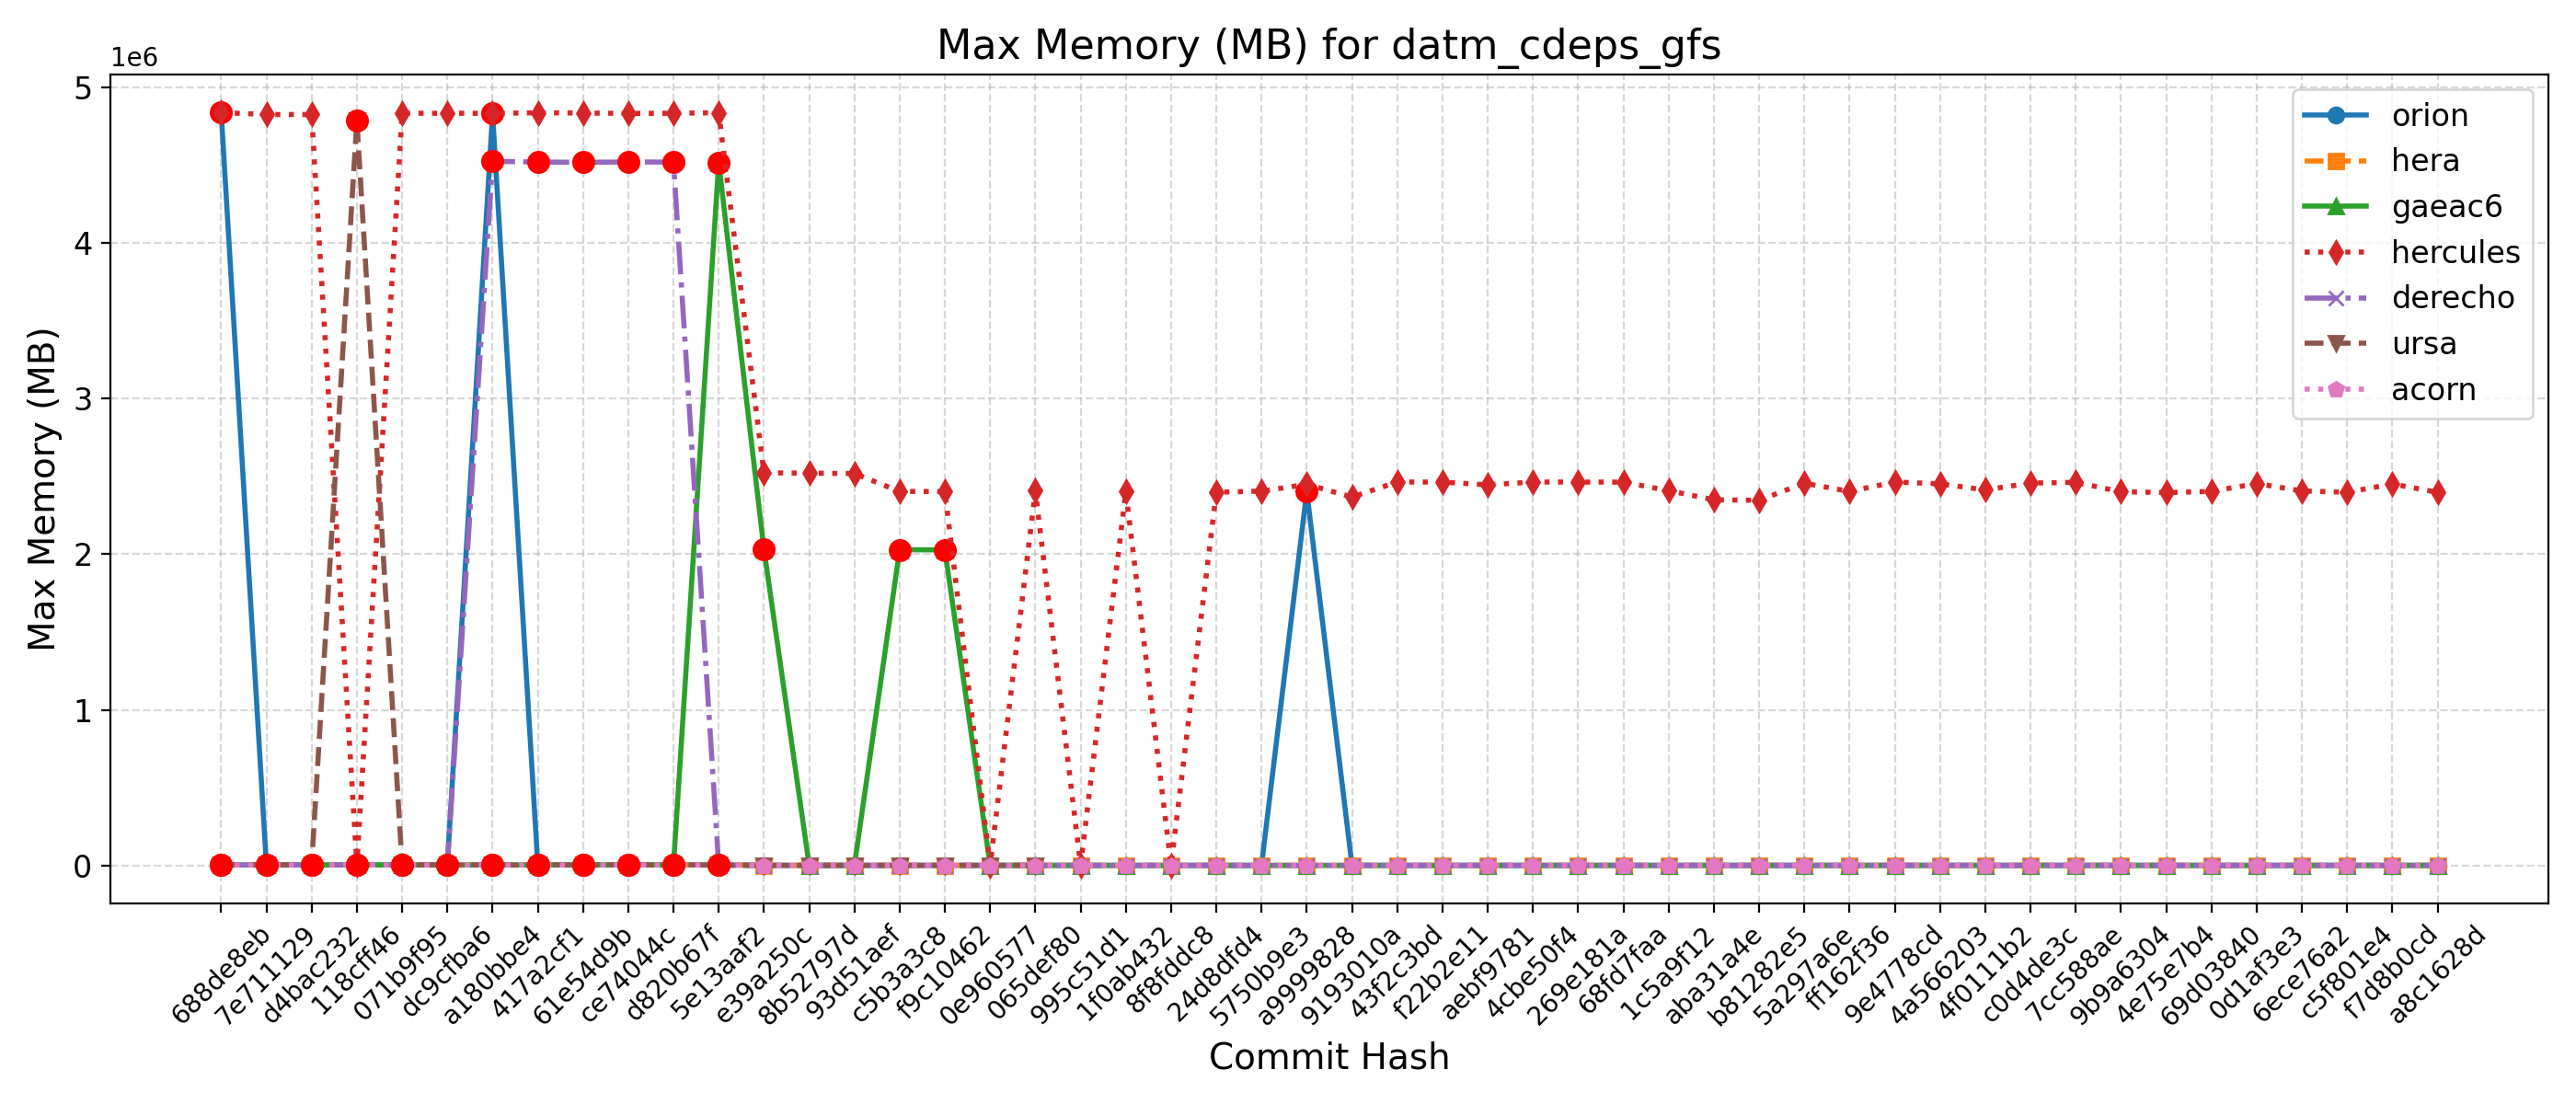 Max Memory (MB) for datm_cdeps_gfs
1e6
5
4
3
2
1
0
Max Memory (MB)
orion
hera
gaeac6
hercules
derecho
ursa
acorn
688de8eb
7e711129
d4bac232
118cff46
071b9f95
dc9cfba6
a180bbe4
417a2cf1
61e54d9b
ce74044c
d820b67f
5e13aaf2
e39a250c
8b52797d
93d51aef
c5b3a3c8
f9c10462
0e960577
065def80
995c51d1
1f0ab432
8f8fddc8
24d8dfd4
5750b9e3
a9999828
9193010a
43f2c3bd
f22b2e11
aebf9781
4cbe50f4
269e181a
68fd7faa
1c5a9f12
aba31a4e
b81282e5
5a297a6e
ff162f36
9e4778cd
4a566203
4f0111b2
c0d4de3c
7cc588ae
9b9a6304
4e75e7b4
69d03840
0d1af3e3
6ece76a2
c5f801e4
f7d8b0cd
a8c1628d
Commit Hash